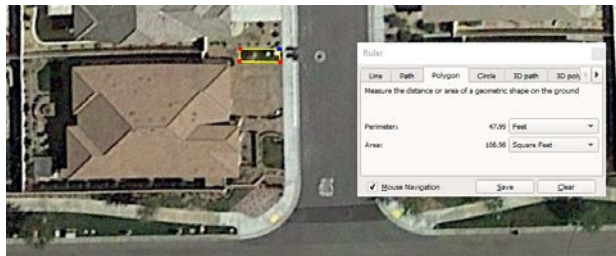 Ruler
Line Path Polygon Circle 3D path 3D poly
Measure the distance or area of a geometric shape on the ground
Perimeter: 47.95 Feet
Area: 106.96 Square Feet
Mouse Navigation Save Clear